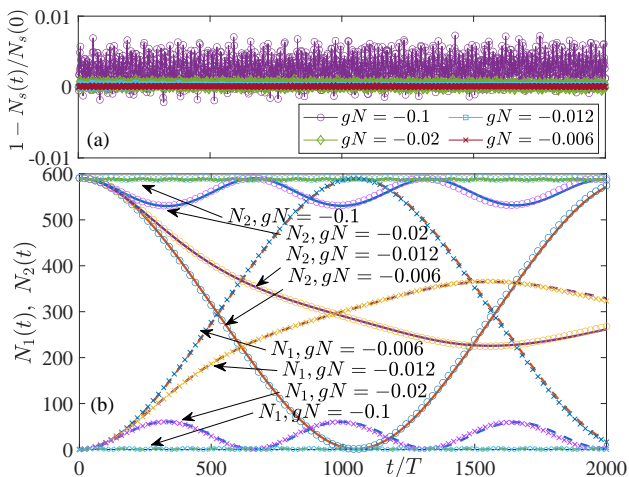 1 − N_s(t)/N_s(0)
0.01
0
-0.01
(a)
gN = −0.1
gN = −0.012
gN = −0.02
gN = −0.006
N_1(t), N_2(t)
600
500
400
300
200
100
0
N_2, gN = −0.1
N_2, gN = −0.02
N_2, gN = −0.012
N_2, gN = −0.006
N_1, gN = −0.006
N_1, gN = −0.012
N_1, gN = −0.02
N_1, gN = −0.1
(b)
0
500
1000
1500
2000
t/T